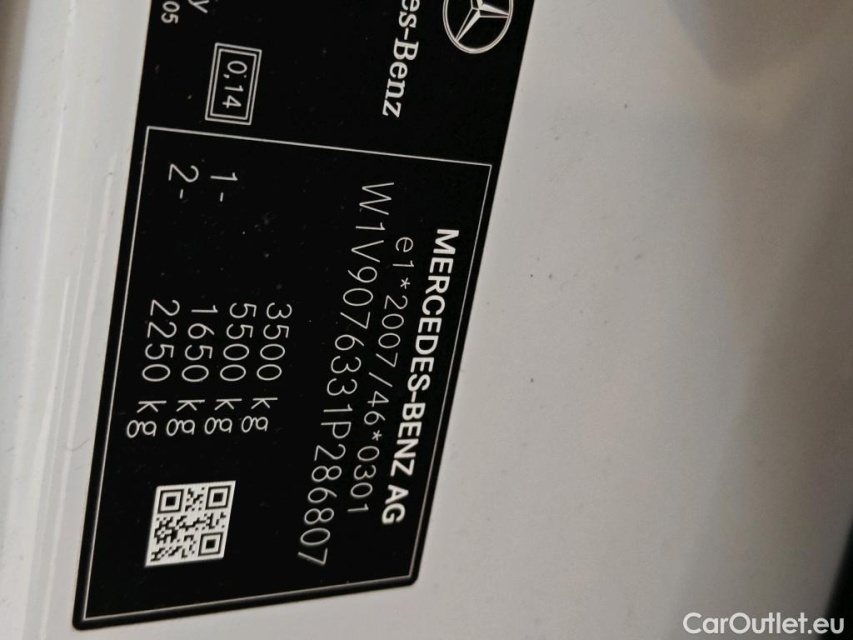 MERCEDES-BENZ AG
e1*2007/46*0301
W1V9076331P286807
3500 kg
5500 kg
1- 1650 kg
2- 2250 kg
es-Benz
0,14
y
05
CarOutlet.eu